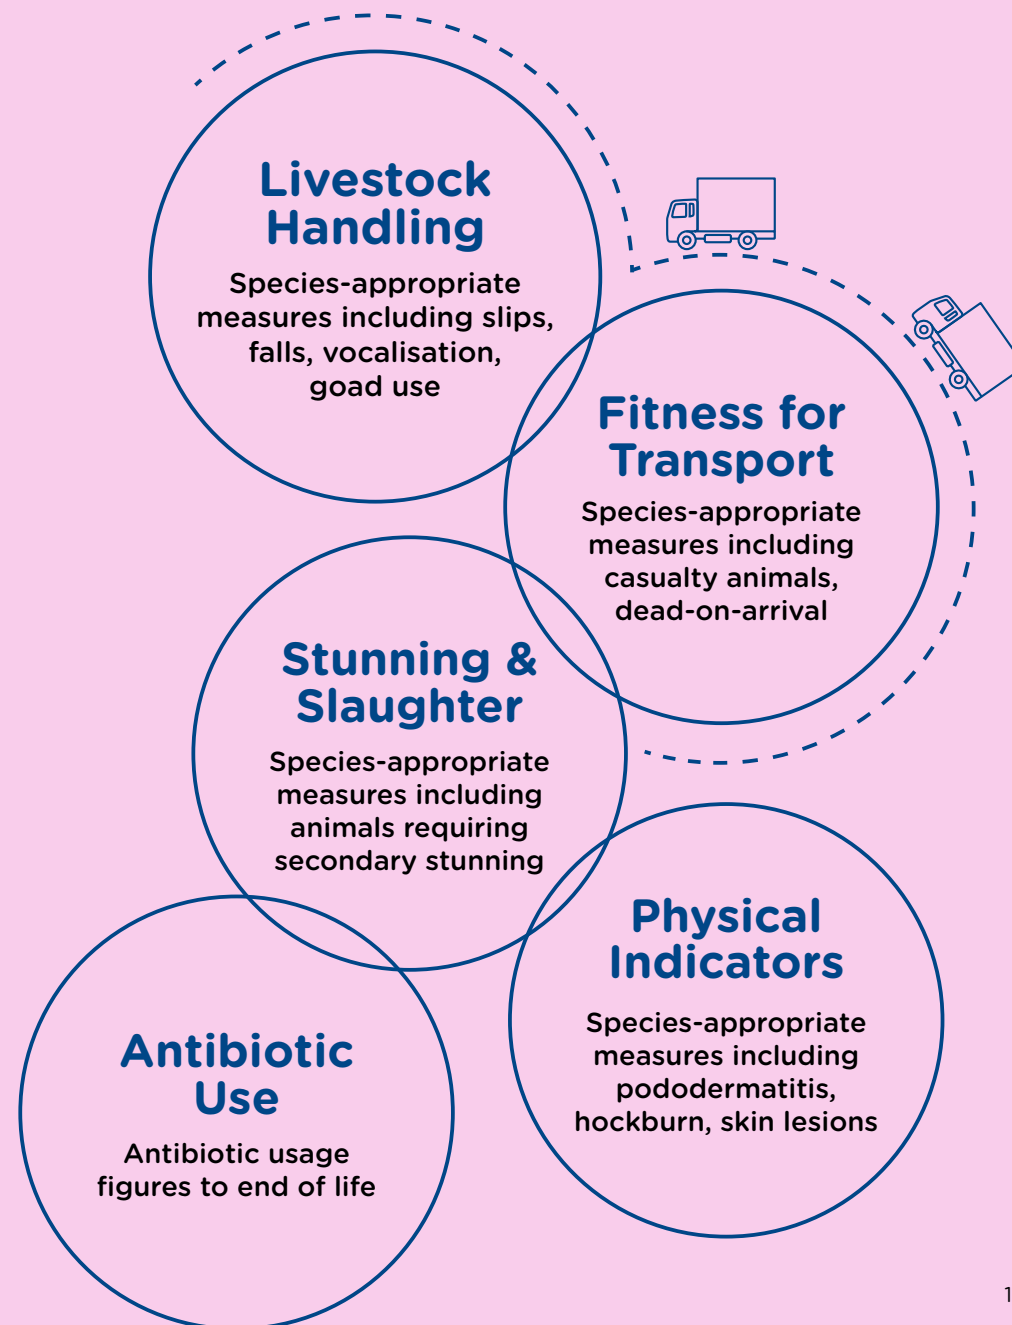 Livestock
Handling
Species-appropriate
measures including slips,
falls, vocalisation,
goad use
Fitness for
Transport
Species-appropriate
measures including
casualty animals,
dead-on-arrival
Stunning &
Slaughter
Species-appropriate
measures including
animals requiring
secondary stunning
Physical
Indicators
Species-appropriate
measures including
pododermatitis,
hockburn, skin lesions
Antibiotic
Use
Antibiotic usage
figures to end of life
1